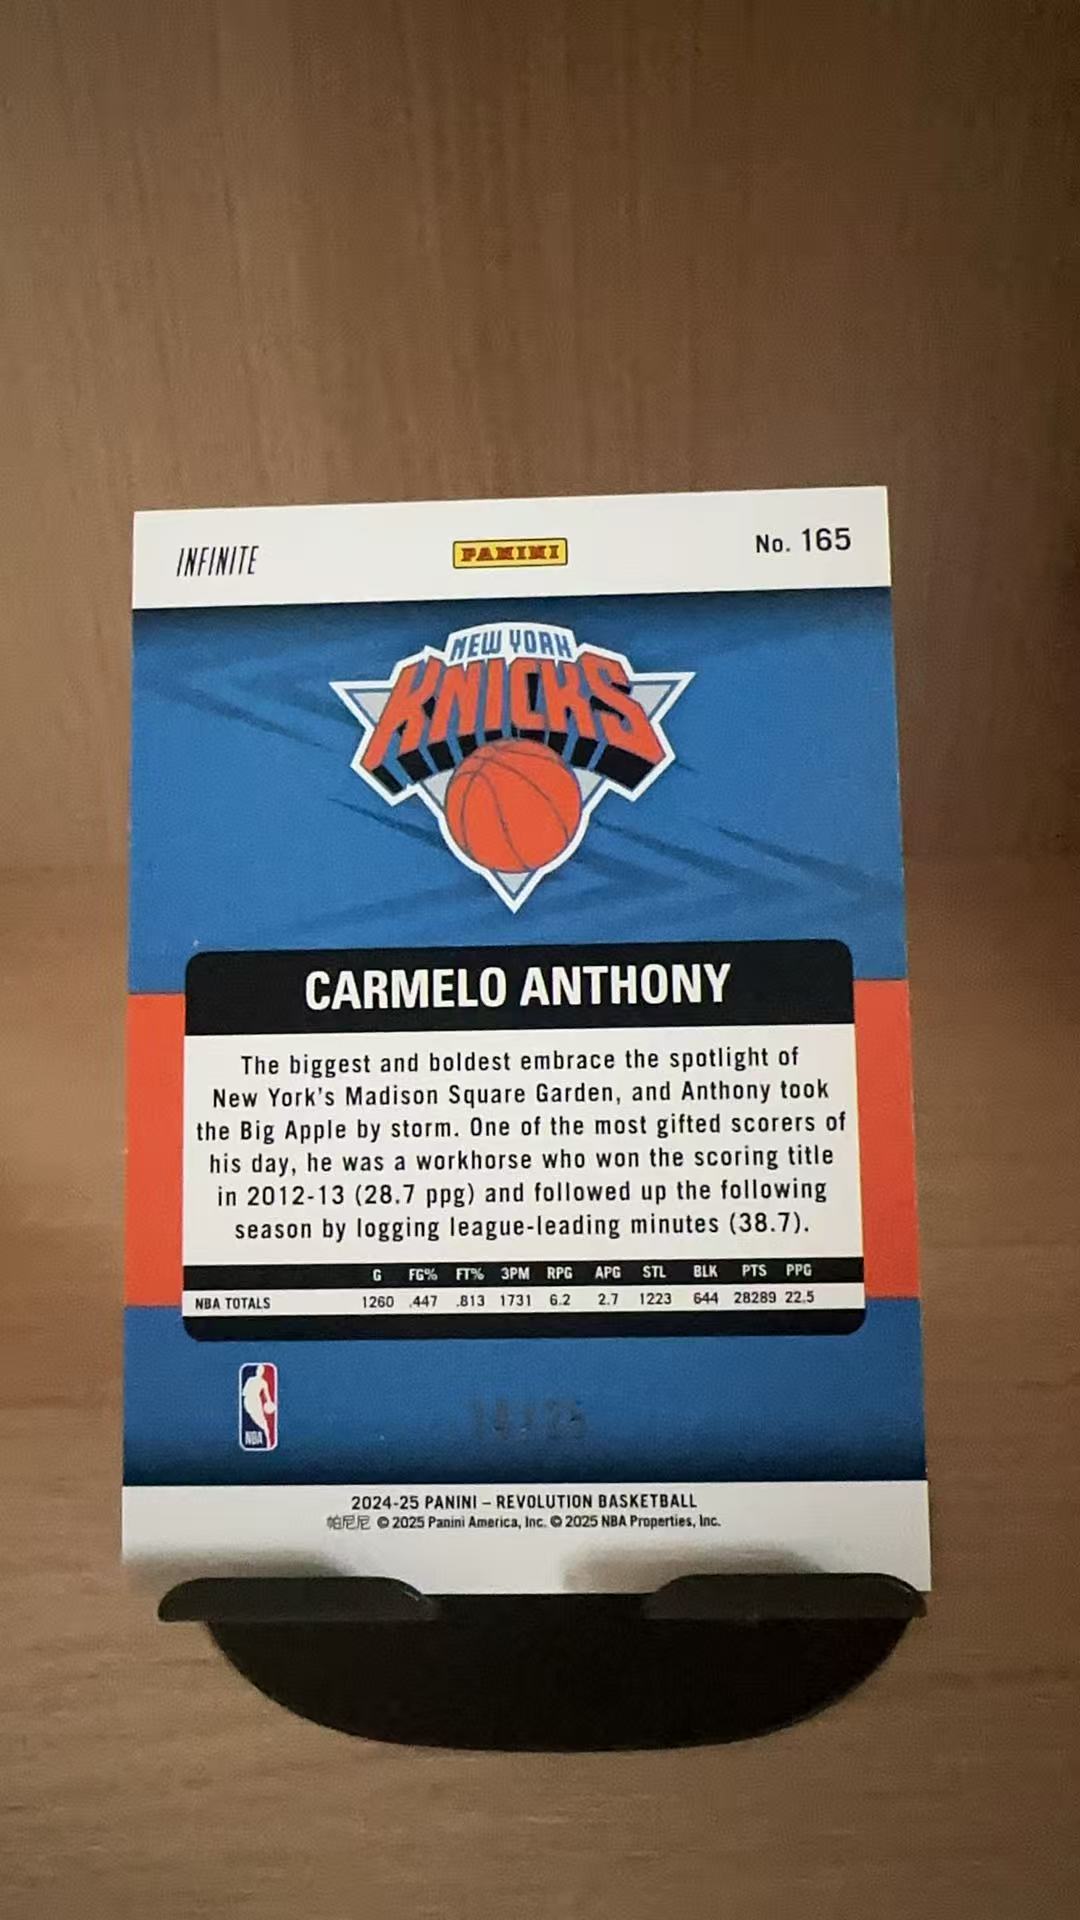 INFINITE
PANINI
No. 165
NEW YORK
KNICKS
CARMELO ANTHONY
The biggest and boldest embrace the spotlight of
New York's Madison Square Garden, and Anthony took
the Big Apple by storm. One of the most gifted scorers of
his day, he was a workhorse who won the scoring title
in 2012-13 (28.7 ppg) and followed up the following
season by logging league-leading minutes (38.7).
G FG% FT% 3PM RPG APG STL BLK PTS PPG
NBA TOTALS 1260 .447 .813 1731 6.2 2.7 1223 644 28289 22.5
NBA
2024-25 PANINI – REVOLUTION BASKETBALL
帕尼尼 © 2025 Panini America, Inc. © 2025 NBA Properties, Inc.